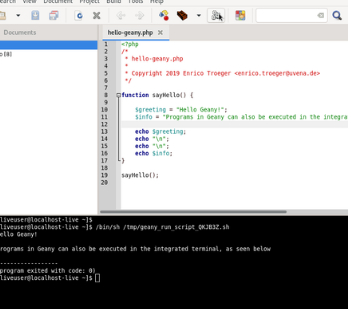 Search View Document Project Build Tools Help
Documents
hello-geany.php
1 <?php
2 /*
3 * hello-geany.php
4 *
5 * Copyright 2019 Enrico Troeger <enrico.troeger@uvena.de>
6 */
7
8 function sayHello() {
9
10 $greeting = "Hello Geany!";
11 $info = "Programs in Geany can also be executed in the integra
12
13 echo $greeting;
14 echo "\n";
15 echo "\n";
16 echo $info;
17 }
18
19 sayHello();
20
liveuser@localhost-live ~]$
liveuser@localhost-live ~]$ /bin/sh /tmp/geany_run_script_QKJB3Z.sh
ello Geany!
rograms in Geany can also be executed in the integrated terminal, as seen below
------------------
program exited with code: 0)
liveuser@localhost-live ~]$